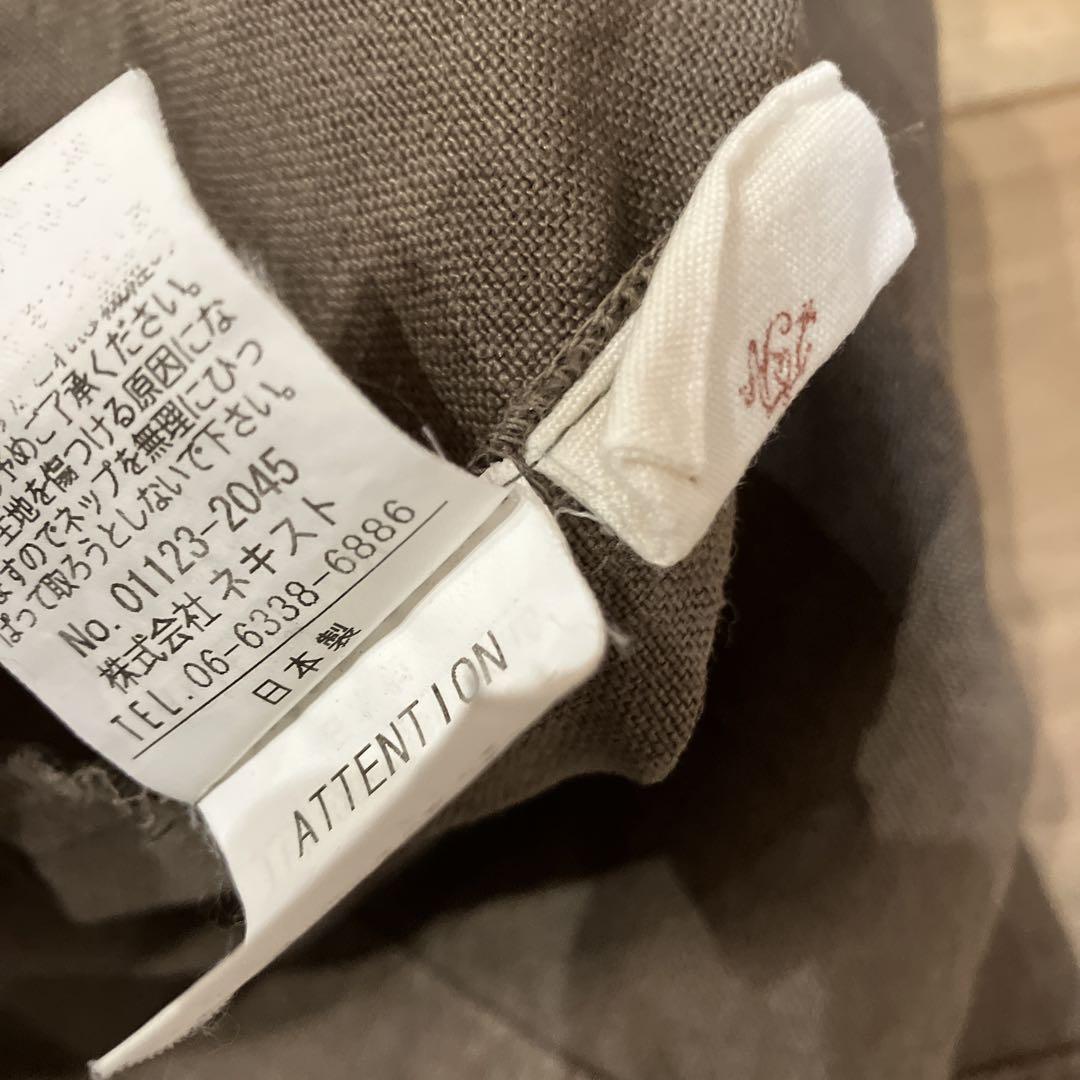 めご了承ください。
生地を傷つける原因にな
ますのでネップを無理にひっ
ぱって取ろうとしないで下さい。
No. 01123-2045
株式会社 ネキスト
TEL. 06-6338-6886
日本製
ATTENTION